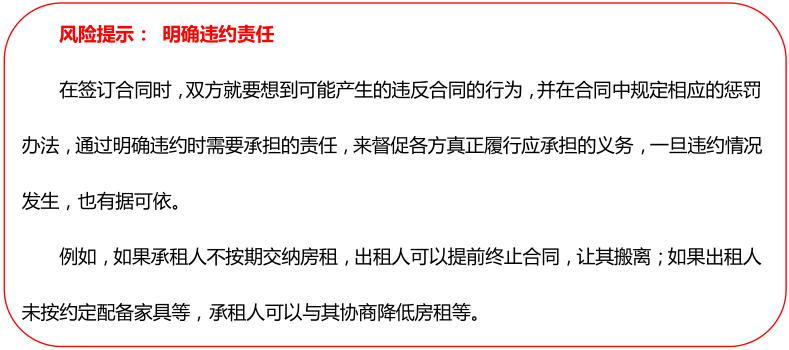 风险提示： 明确违约责任
在签订合同时，双方就要想到可能产生的违反合同的行为，并在合同中规定相应的惩罚
办法，通过明确违约时需要承担的责任，来督促各方真正履行应承担的义务，一旦违约情况
发生，也有据可依。
例如，如果承租人不按期交纳房租，出租人可以提前终止合同，让其搬离；如果出租人
未按约定配备家具等，承租人可以与其协商降低房租等。